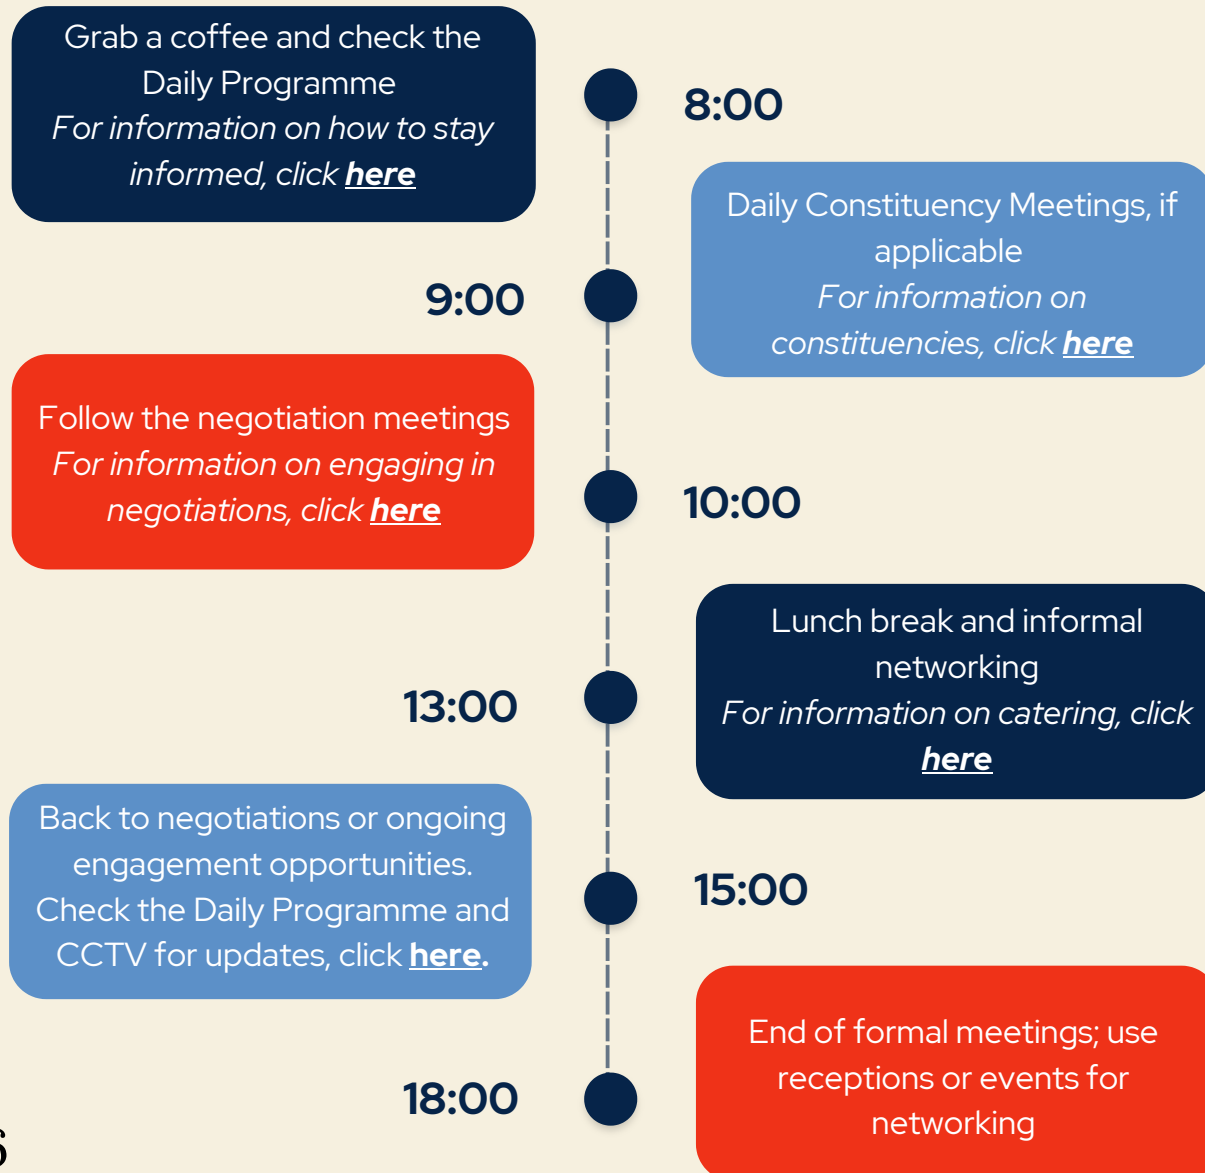 Grab a coffee and check the
Daily Programme
For information on how to stay
informed, click here
8:00
Daily Constituency Meetings, if
applicable
For information on
constituencies, click here
9:00
Follow the negotiation meetings
For information on engaging in
negotiations, click here
10:00
Lunch break and informal
networking
For information on catering, click
here
13:00
Back to negotiations or ongoing
engagement opportunities.
Check the Daily Programme and
CCTV for updates, click here.
15:00
End of formal meetings; use
receptions or events for
networking
18:00